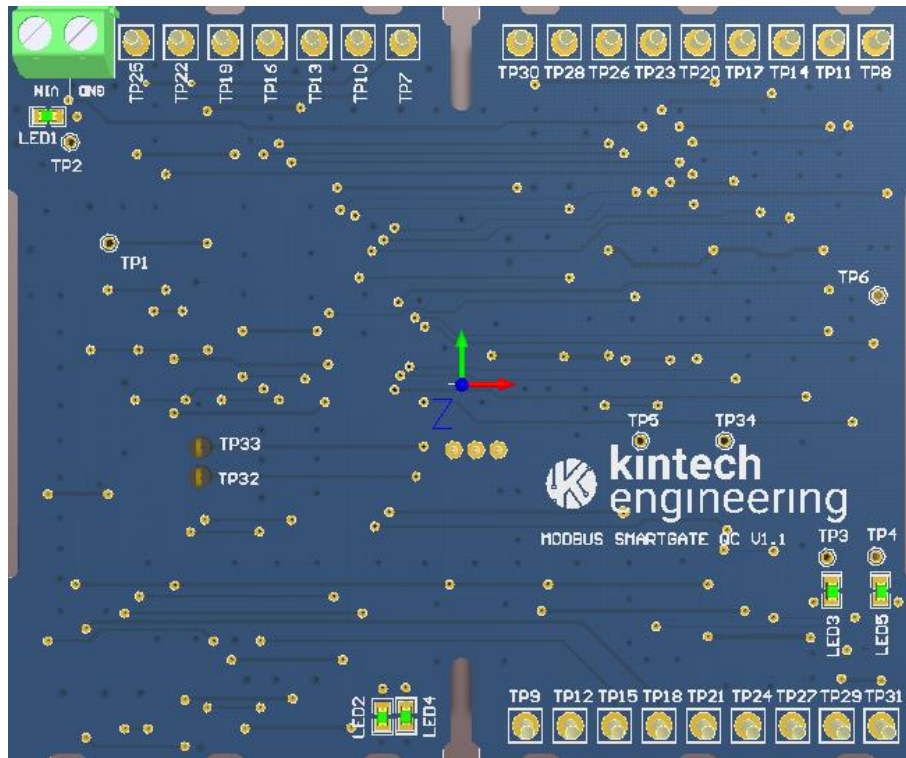 TP25 TP22 TP19 TP16 TP13 TP10 TP7
TP30 TP28 TP26 TP23 TP20 TP17 TP14 TP11 TP8
VIN GND
LED1
TP2
TP1
TP6
Z
TP33
TP32
TP5 TP34
kintech
engineering
MODBUS SMARTGATE QC V1.1
TP3 TP4
LED3 LED5
LED2 LED4
TP9 TP12 TP15 TP18 TP21 TP24 TP27 TP29 TP31